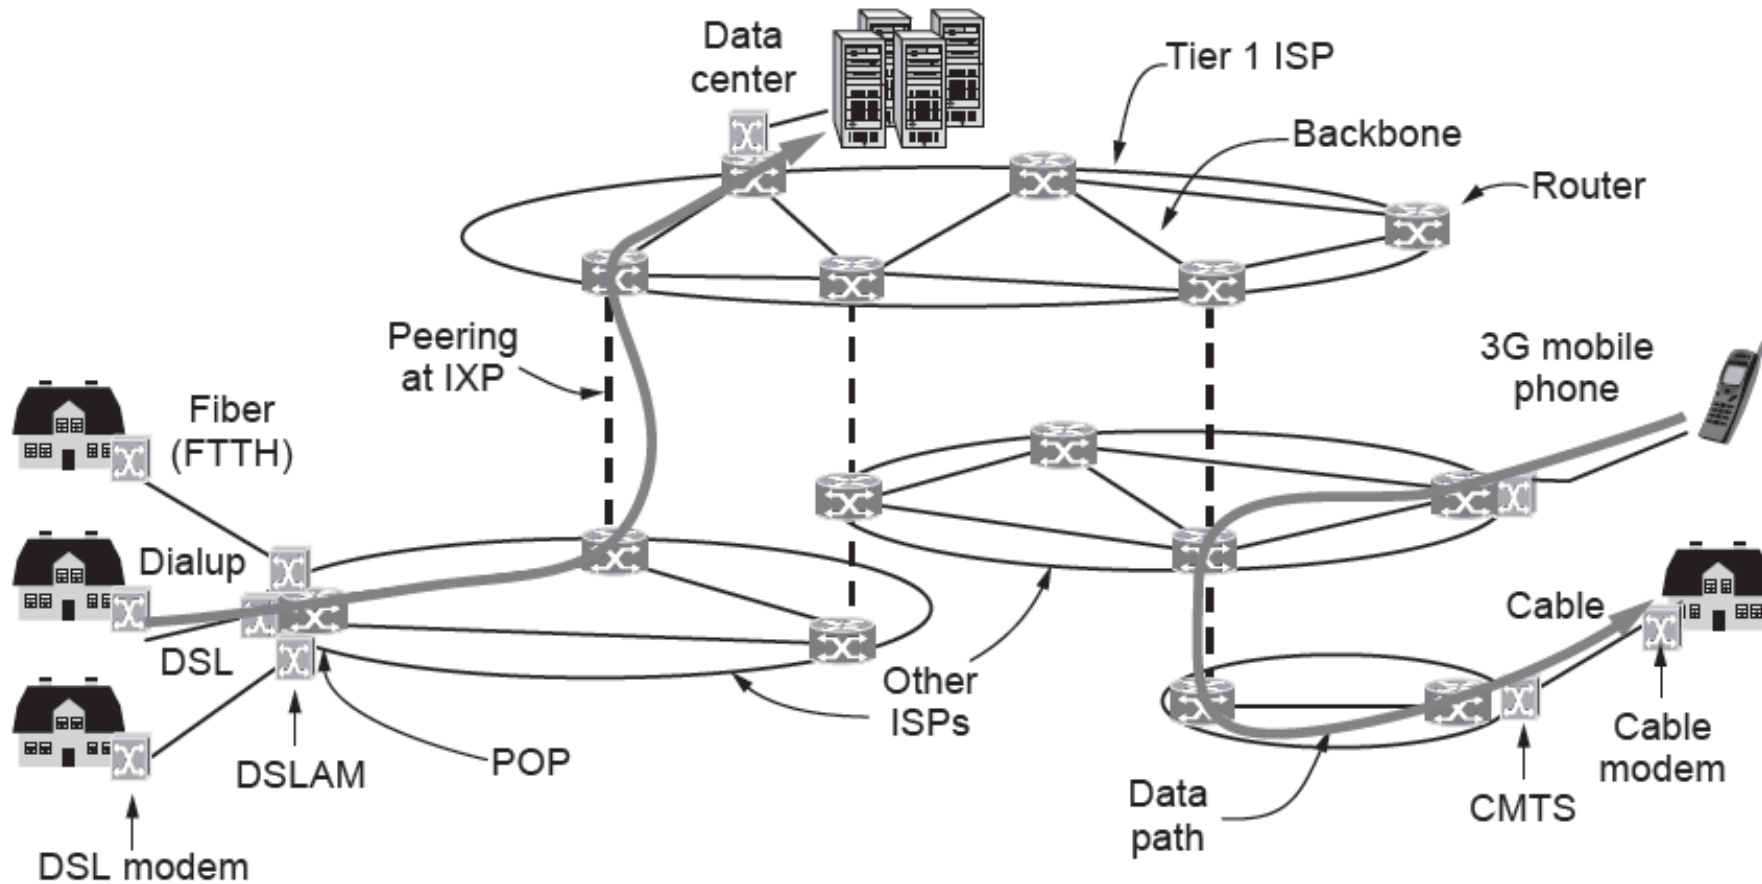 Data
center
Tier 1 ISP
Backbone
Router
Peering
at IXP
3G mobile
phone
Fiber
(FTTH)
Dialup
DSL
Cable
Other
ISPs
POP
DSLAM
DSL modem
Data
path
CMTS
Cable
modem